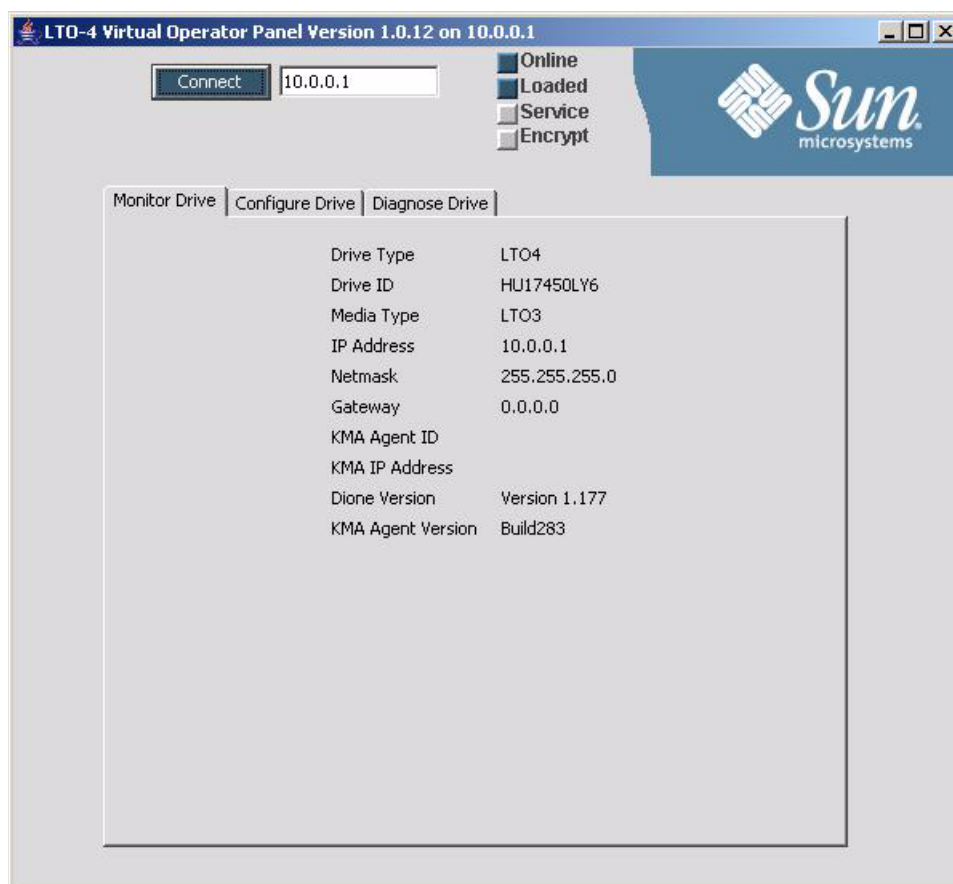 LTO-4 Virtual Operator Panel Version 1.0.12 on 10.0.0.1
Connect 10.0.0.1
Online
Loaded
Service
Encrypt
Sun.
microsystems
Monitor Drive Configure Drive Diagnose Drive
Drive Type LTO4
Drive ID HU17450LY6
Media Type LTO3
IP Address 10.0.0.1
Netmask 255.255.255.0
Gateway 0.0.0.0
KMA Agent ID
KMA IP Address
Dione Version Version 1.177
KMA Agent Version Build283